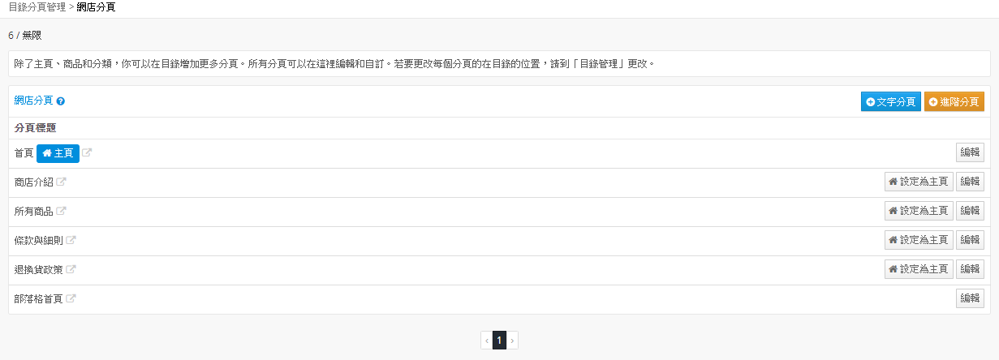 目錄分頁管理 > 網店分頁
6 / 無限
除了主頁、商品和分類，你可以在目錄增加更多分頁。所有分頁可以在這裡編輯和自訂。若要更改每個分頁的在目錄的位置，請到「目錄管理」更改。
網店分頁 文字分頁 進階分頁
分頁標題
首頁 主頁 編輯
商店介紹 設定為主頁 編輯
所有商品 設定為主頁 編輯
條款與細則 設定為主頁 編輯
退換貨政策 設定為主頁 編輯
部落格首頁 編輯
‹ 1 ›